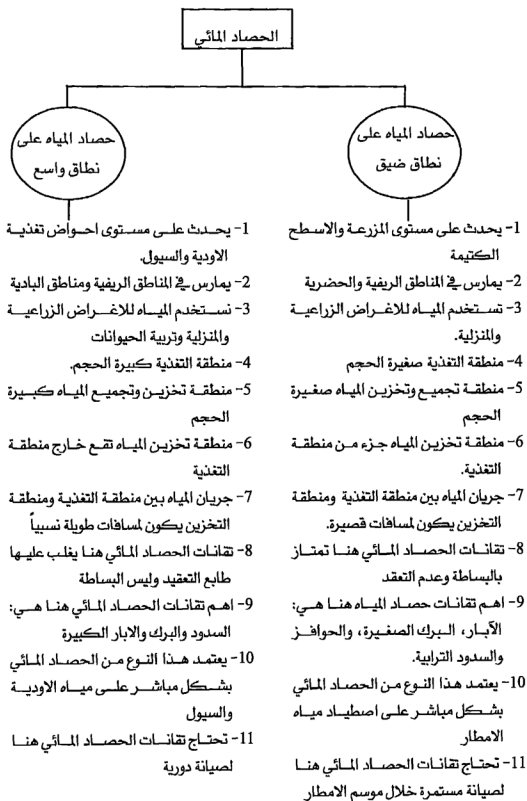 الحصاد المائي
حصاد المياه على
نطاق ضيق
1- يحدث على مستوى المزرعة والاسطح
الكتيمة
2- يمارس في المناطق الريفية والحضرية
3- تستخدم المياه للاغراض الزراعية
والمنزلية.
4- منطقة التغذية صغيرة الحجم
5- منطقة تجميع وتخزين المياه صغيرة
الحجم
6- منطقة تخزين المياه جزء من منطقة
التغذية.
7- جريان المياه بين منطقة التغذية ومنطقة
التخزين يكون لمسافات قصيرة.
8- تقانات الحصاد المائي هنا تمتاز
بالبساطة وعدم التعقد
9- اهم تقانات حصاد المياه هنا هي:
الآبار، البرك الصغيرة، والحوافز
والسدود الترابية.
10- يعتمد هذا النوع من الحصاد المائي
بشكل مباشر على اصطياد مياه
الامطار
11- تحتاج تقانات الحصاد المائي هنا
لصيانة مستمرة خلال موسم الامطار
حصاد المياه على
نطاق واسع
1- يحدث على مستوى احواض تغذية
الاودية والسيول.
2- يمارس في المناطق الريفية ومناطق البادية
3- تستخدم المياه للاغراض الزراعية
والمنزلية وتربية الحيوانات
4- منطقة التغذية كبيرة الحجم.
5- منطقة تخزين وتجميع المياه كبيرة
الحجم
6- منطقة تخزين المياه تقع خارج منطقة
التغذية
7- جريان المياه بين منطقة التغذية ومنطقة
التخزين يكون لمسافات طويلة نسبياً
8- تقانات الحصاد المائي هنا يغلب عليها
طابع التعقيد وليس البساطة
9- اهم تقانات الحصاد المائي هنا هي:
السدود والبرك والابار الكبيرة
10- يعتمد هذا النوع من الحصاد المائي
بشكل مباشر على مياه الاودية
والسيول
11- تحتاج تقانات الحصاد المائي هنا
لصيانة دورية